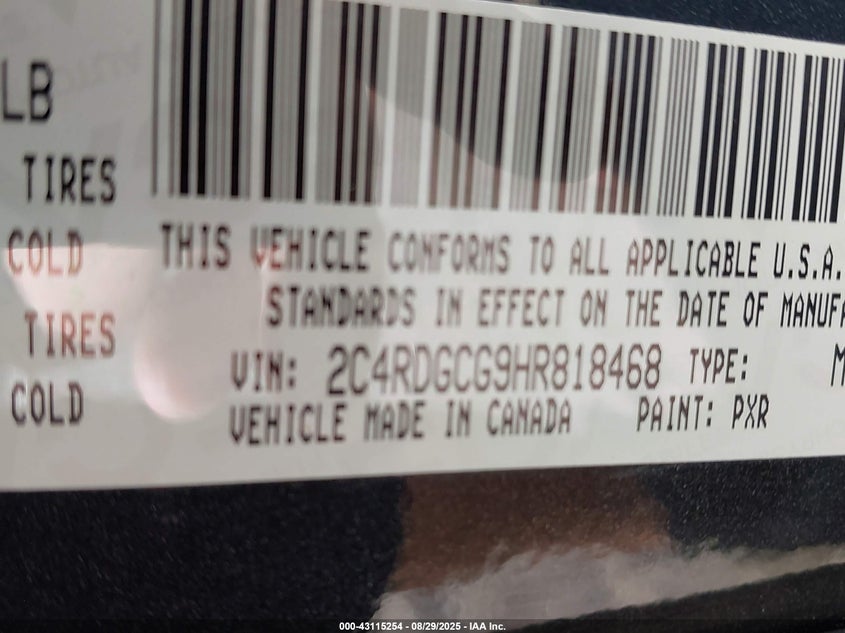 LB
TIRES
COLD
TIRES
COLD
THIS VEHICLE CONFORMS TO ALL APPLICABLE U.S.A.
STANDARDS IN EFFECT ON THE DATE OF MANUFA
VIN: 2C4RDGCG9HR818468 TYPE: M
VEHICLE MADE IN CANADA PAINT: PXR
000-43115254 - 08/29/2025 - IAA Inc.